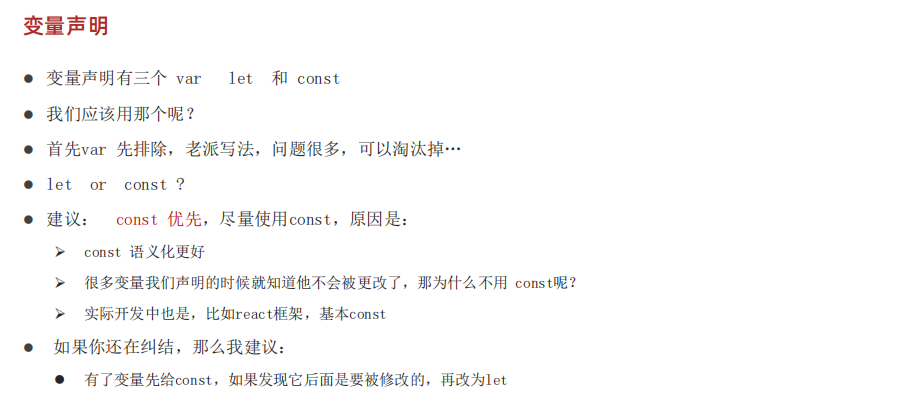 变量声明
● 变量声明有三个 var let 和 const
● 我们应该用那个呢？
● 首先var 先排除，老派写法，问题很多，可以淘汰掉…
● let or const ?
● 建议： const 优先，尽量使用const，原因是：
➢ const 语义化更好
➢ 很多变量我们声明的时候就知道他不会被更改了，那为什么不用 const呢？
➢ 实际开发中也是，比如react框架，基本const
● 如果你还在纠结，那么我建议：
● 有了变量先给const，如果发现它后面是要被修改的，再改为let